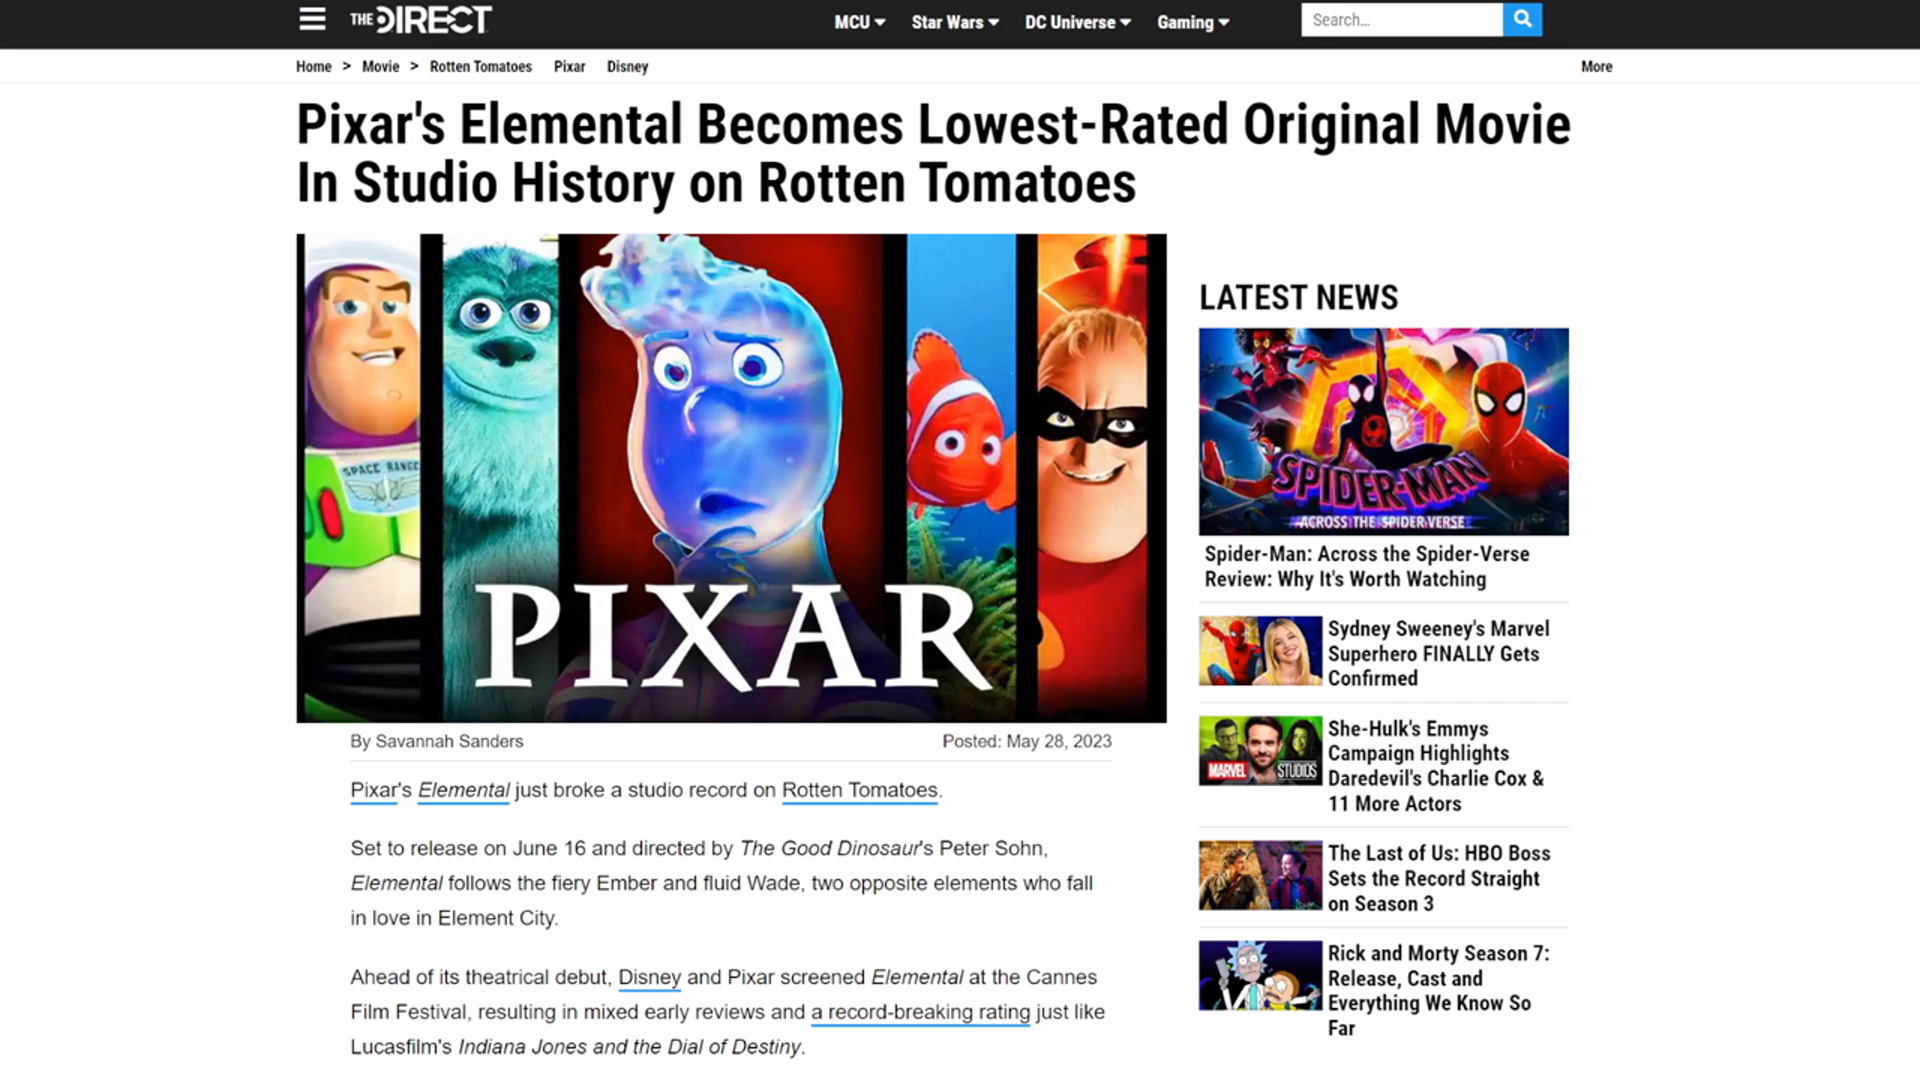 THE DIRECT
MCU
Star Wars
DC Universe
Gaming
Search...
Home > Movie > Rotten Tomatoes Pixar Disney
More
Pixar's Elemental Becomes Lowest-Rated Original Movie
In Studio History on Rotten Tomatoes
SPACE RANGE
PIXAR
By Savannah Sanders
Posted: May 28, 2023
Pixar's Elemental just broke a studio record on Rotten Tomatoes.
Set to release on June 16 and directed by The Good Dinosaur's Peter Sohn,
Elemental follows the fiery Ember and fluid Wade, two opposite elements who fall
in love in Element City.
Ahead of its theatrical debut, Disney and Pixar screened Elemental at the Cannes
Film Festival, resulting in mixed early reviews and a record-breaking rating just like
Lucasfilm's Indiana Jones and the Dial of Destiny.
LATEST NEWS
SPIDER-MAN
ACROSS THE SPIDER-VERSE
Spider-Man: Across the Spider-Verse
Review: Why It's Worth Watching
Sydney Sweeney's Marvel
Superhero FINALLY Gets
Confirmed
MARVEL STUDIOS
She-Hulk's Emmys
Campaign Highlights
Daredevil's Charlie Cox &
11 More Actors
The Last of Us: HBO Boss
Sets the Record Straight
on Season 3
Rick and Morty Season 7:
Release, Cast and
Everything We Know So
Far